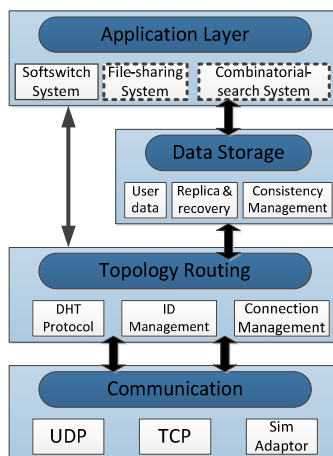 Application Layer
Softswitch
System
File-sharing
System
Combinatorial-
search System
Data Storage
User
data
Replica &
recovery
Consistency
Management
Topology Routing
DHT
Protocol
ID
Management
Connection
Management
Communication
UDP
TCP
Sim
Adaptor